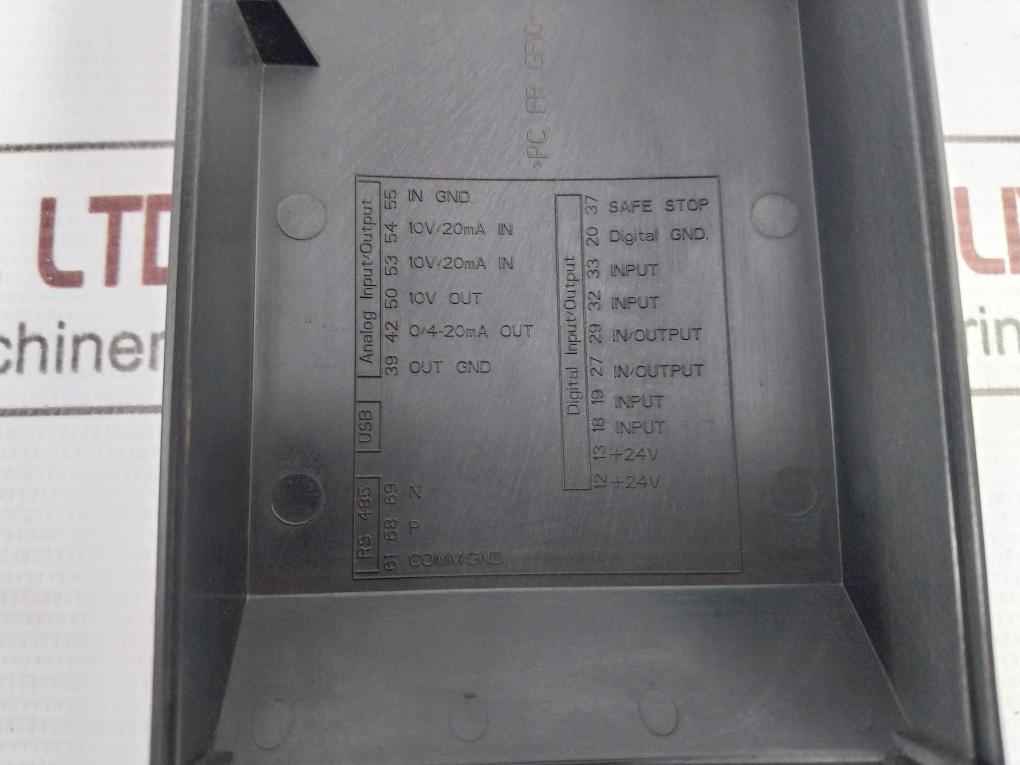 >PC FR GF10<
Analog Input/Output
55 IN GND.
54 10V/20mA IN
53 10V/20mA IN
50 10V OUT
42 0/4-20mA OUT
39 OUT GND
USB
RS 485
69 N
68 P
61 COMM.GND
Digital Input/Output
37 SAFE STOP
20 Digital GND.
33 INPUT
32 INPUT
29 IN/OUTPUT
27 IN/OUTPUT
19 INPUT
18 INPUT
13 +24V
12 +24V
LTD